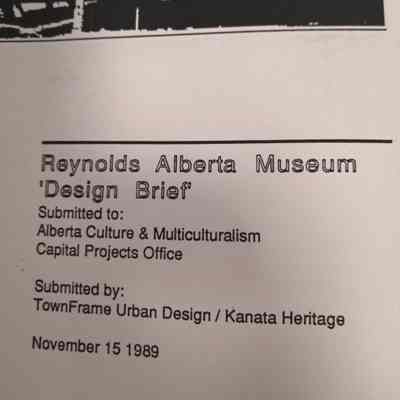 Reynolds Alberta Museum
'Design Brief'
Submitted to:
Alberta Culture & Multiculturalism
Capital Projects Office
Submitted by:
TownFrame Urban Design / Kanata Heritage
November 15 1989